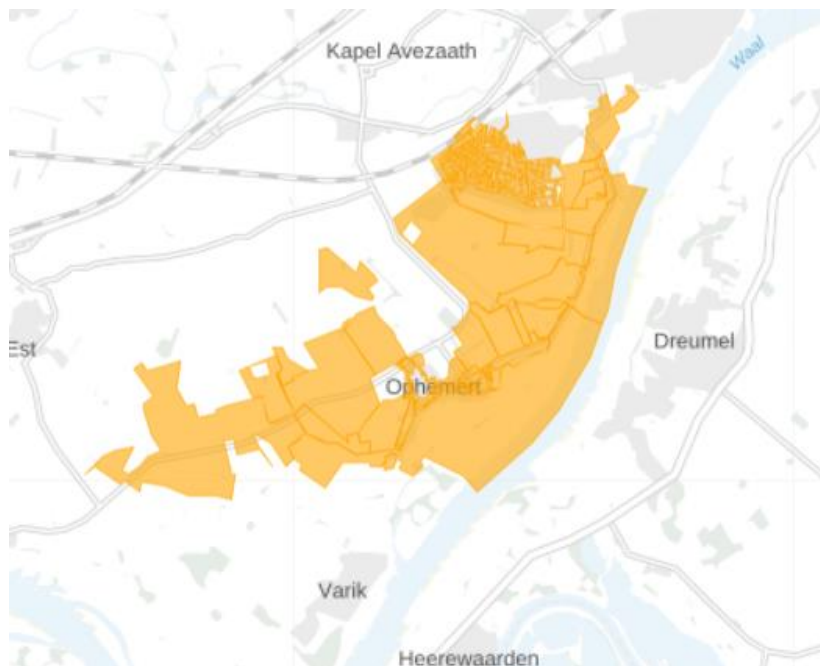 Kapel Avezaath
Waal
Est
Dreumel
Ophemert
Varik
Heerewaarden